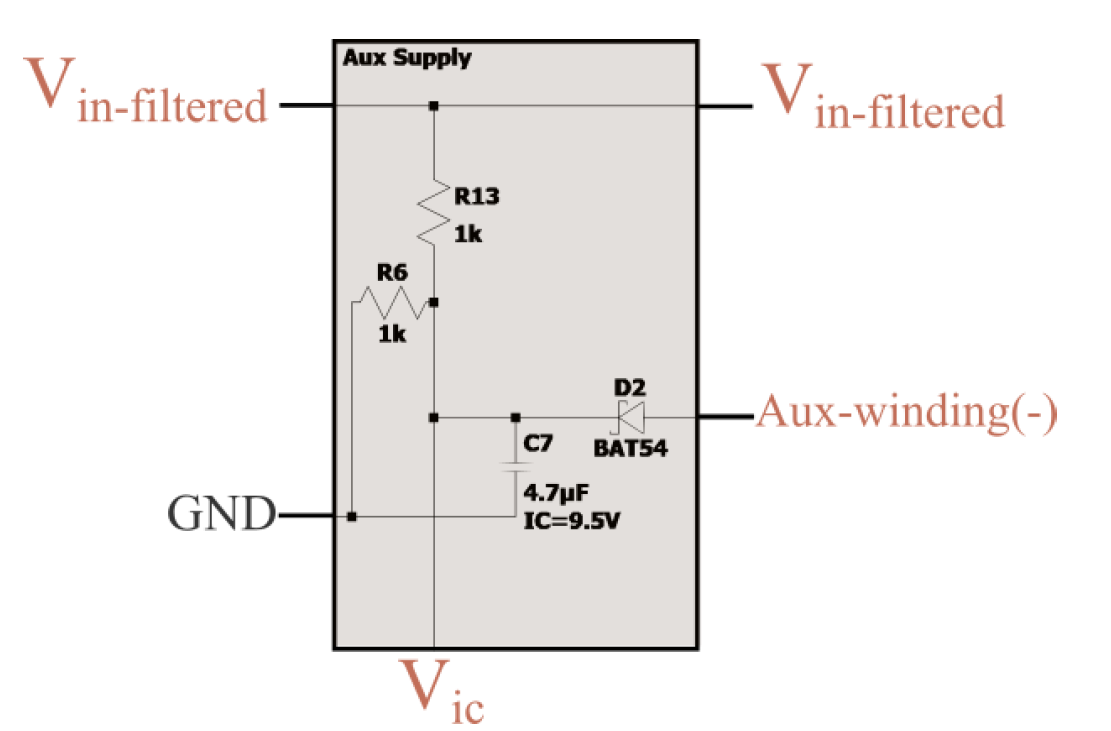 Aux Supply
V in-filtered
V in-filtered
R13
1k
R6
1k
D2
Aux-winding(-)
BAT54
C7
4.7µF
IC=9.5V
GND
V ic